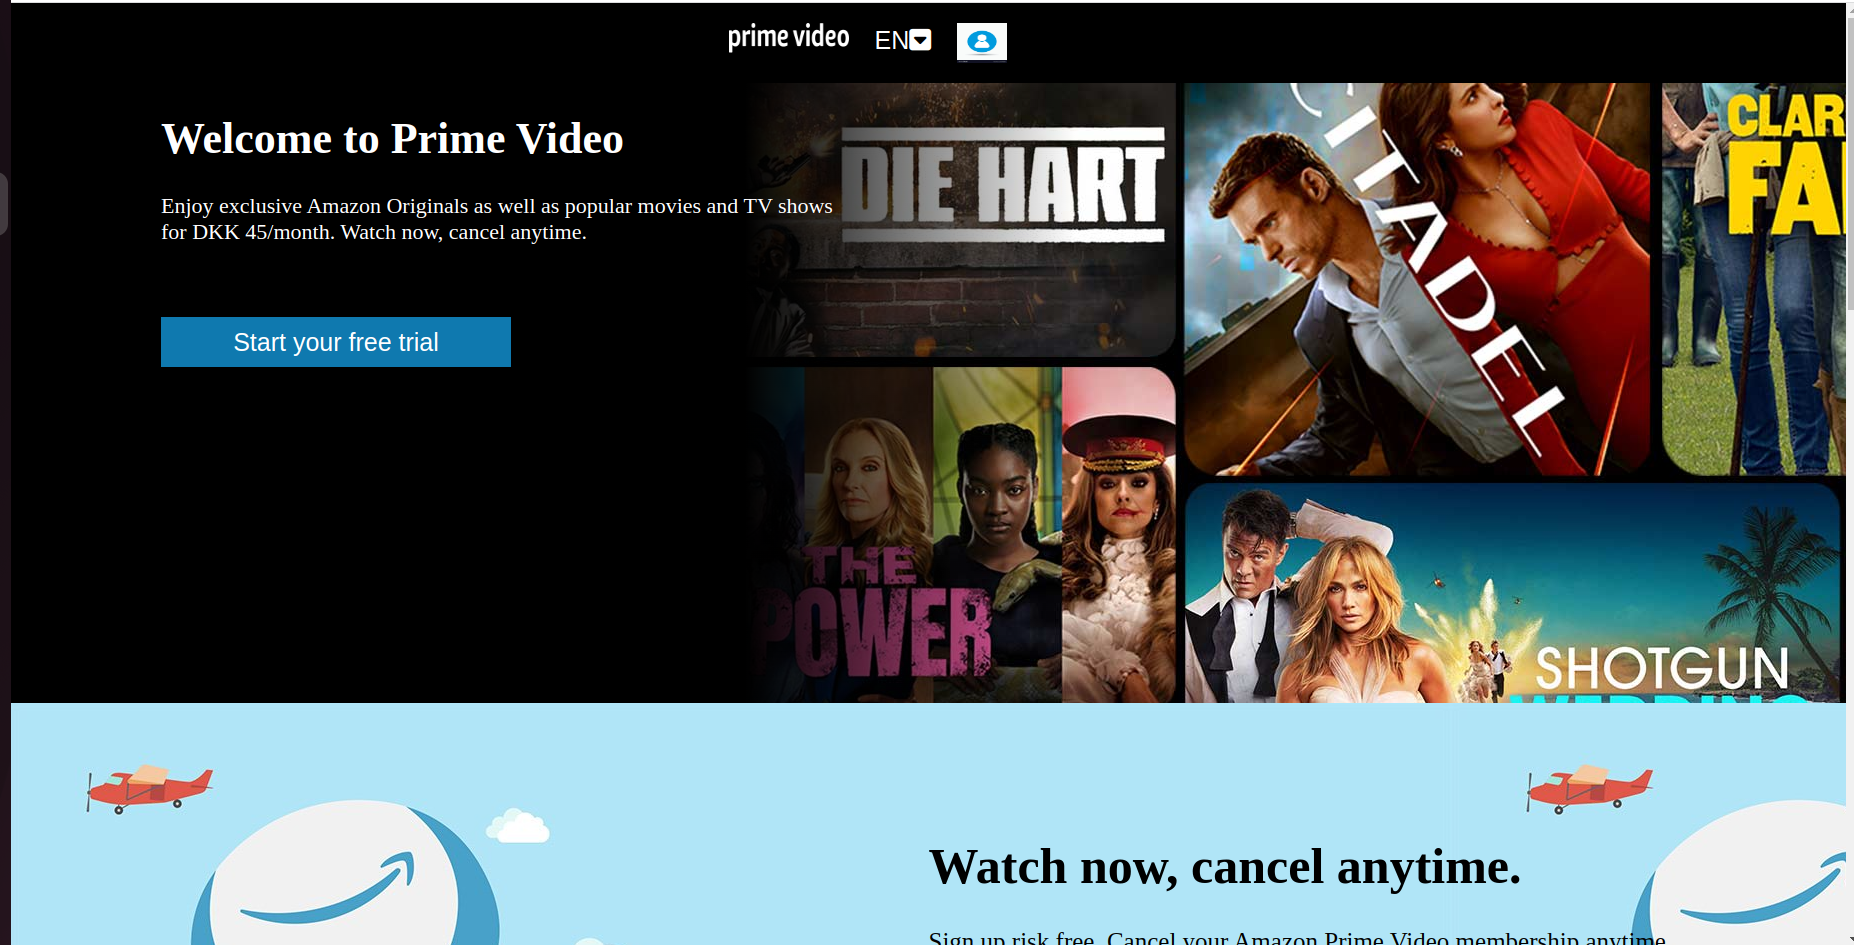 prime video
EN
Welcome to Prime Video
Enjoy exclusive Amazon Originals as well as popular movies and TV shows
for DKK 45/month. Watch now, cancel anytime.
Start your free trial
DIE HART
CITADEL
CLAR
FA
THE
POWER
SHOTGUN
WEDDING
Watch now, cancel anytime.
Sign up risk free. Cancel your Amazon Prime Video membership anytime